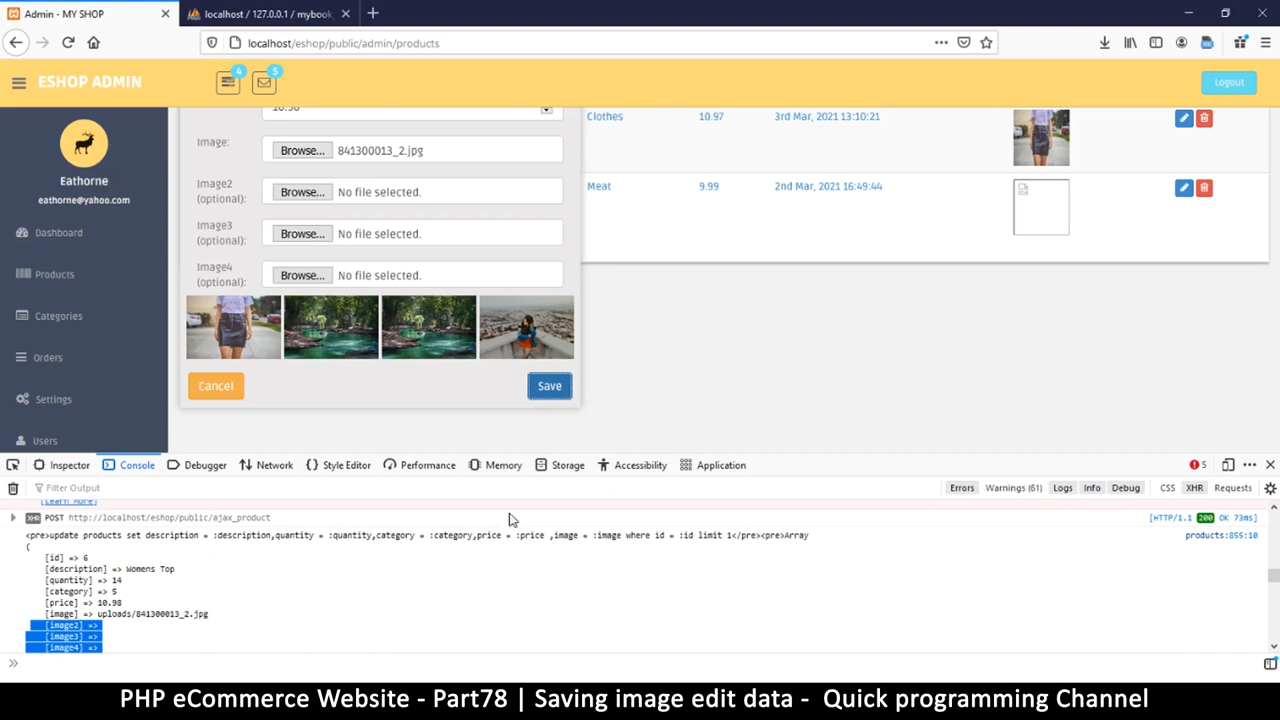 Admin - MY SHOP
localhost / 127.0.0.1 / mybook
localhost/eshop/public/admin/products
ESHOP ADMIN
4
5
Logout
Eathorne
eathorne@yahoo.com
Dashboard
Products
Categories
Orders
Settings
Users
Image:
Browse... 841300013_2.jpg
Image2
(optional):
Browse... No file selected.
Image3
(optional):
Browse... No file selected.
Image4
(optional):
Browse... No file selected.
Cancel
Save
Clothes 10.97 3rd Mar, 2021 13:10:21
Meat 9.99 2nd Mar, 2021 16:49:44
Inspector Console Debugger Network Style Editor Performance Memory Storage Accessibility Application 5
Filter Output Errors Warnings (61) Logs Info Debug CSS XHR Requests
[Learn More]
XHR POST http://localhost/eshop/public/ajax_product [HTTP/1.1 200 OK 73ms]
<pre>update products set description = :description,quantity = :quantity,category = :category,price = :price ,image = :image where id = :id limit 1</pre><pre>Array products:855:10
(
[id] => 6
[description] => Womens Top
[quantity] => 14
[category] => 5
[price] => 10.98
[image] => uploads/841300013_2.jpg
[image2] =>
[image3] =>
[image4] =>
PHP eCommerce Website - Part78 | Saving image edit data - Quick programming Channel